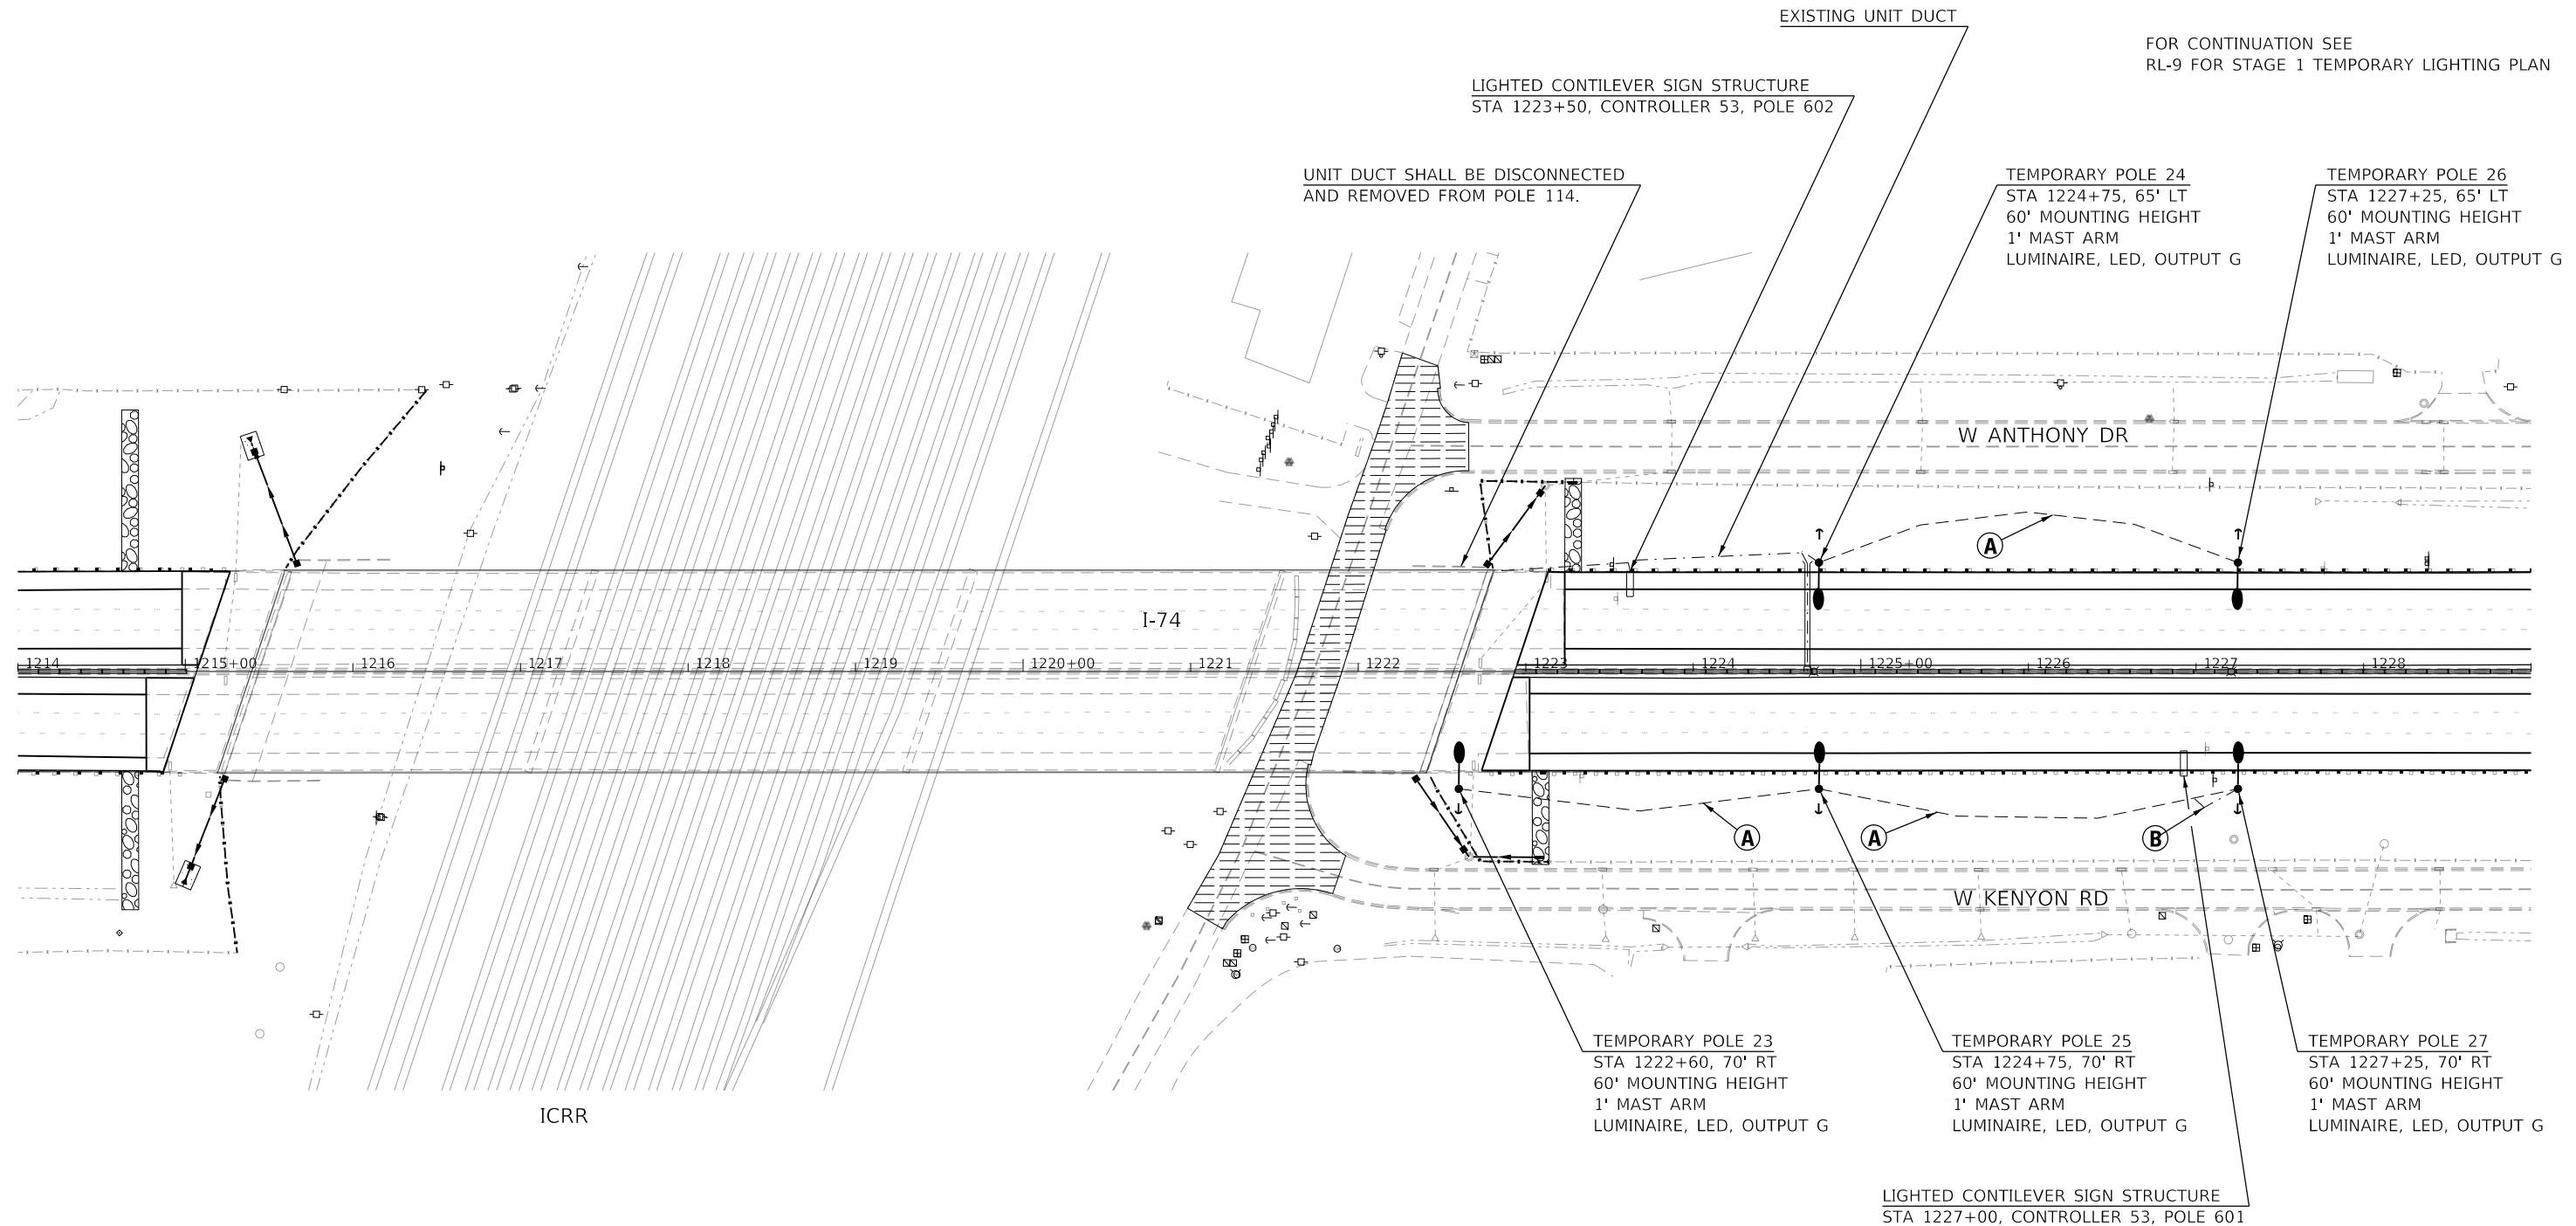 EXISTING UNIT DUCT
FOR CONTINUATION SEE
RL-9 FOR STAGE 1 TEMPORARY LIGHTING PLAN
LIGHTED CONTILEVER SIGN STRUCTURE
STA 1223+50, CONTROLLER 53, POLE 602
UNIT DUCT SHALL BE DISCONNECTED
AND REMOVED FROM POLE 114.
TEMPORARY POLE 24
STA 1224+75, 65' LT
60' MOUNTING HEIGHT
1' MAST ARM
LUMINAIRE, LED, OUTPUT G
TEMPORARY POLE 26
STA 1227+25, 65' LT
60' MOUNTING HEIGHT
1' MAST ARM
LUMINAIRE, LED, OUTPUT G
W ANTHONY DR
A
I-74
1214
1215+00
1216
1217
1218
1219
1220+00
1221
1222
1223
1224
1225+00
1226
1227
1228
A
A
B
W KENYON RD
TEMPORARY POLE 23
STA 1222+60, 70' RT
60' MOUNTING HEIGHT
1' MAST ARM
LUMINAIRE, LED, OUTPUT G
TEMPORARY POLE 25
STA 1224+75, 70' RT
60' MOUNTING HEIGHT
1' MAST ARM
LUMINAIRE, LED, OUTPUT G
TEMPORARY POLE 27
STA 1227+25, 70' RT
60' MOUNTING HEIGHT
1' MAST ARM
LUMINAIRE, LED, OUTPUT G
ICRR
LIGHTED CONTILEVER SIGN STRUCTURE
STA 1227+00, CONTROLLER 53, POLE 601